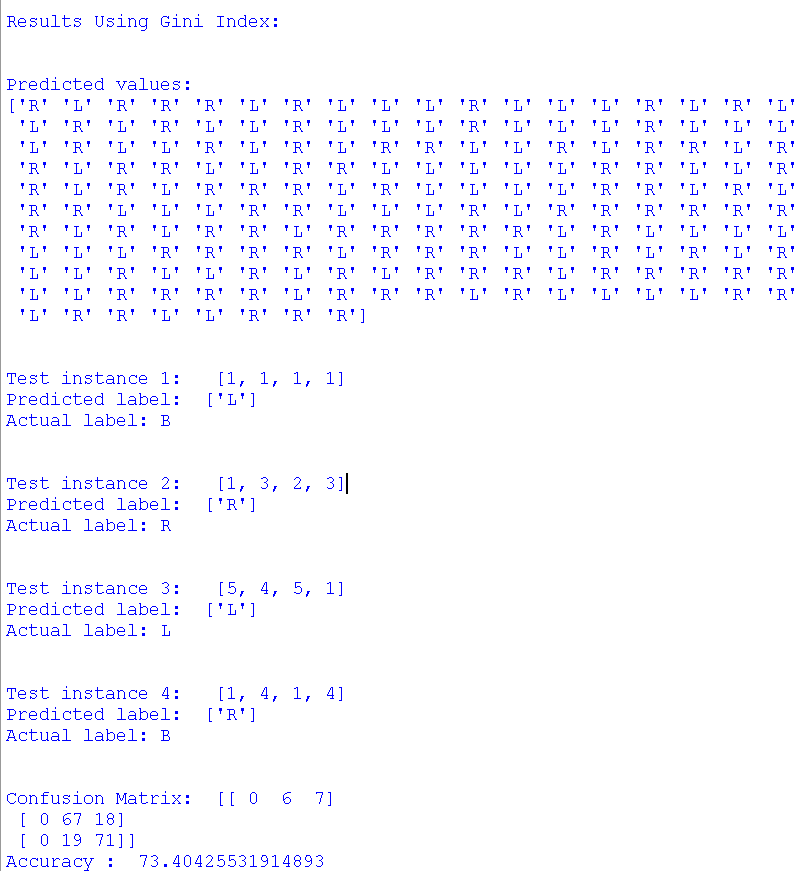 Results Using Gini Index:
Predicted values:
['R' 'L' 'R' 'R' 'R' 'L' 'R' 'L' 'L' 'L' 'R' 'L' 'L' 'L' 'R' 'L' 'R' 'L'
'L' 'R' 'L' 'R' 'L' 'L' 'R' 'L' 'L' 'L' 'R' 'L' 'L' 'L' 'R' 'L' 'L' 'L'
'L' 'R' 'L' 'L' 'R' 'L' 'R' 'L' 'R' 'R' 'L' 'L' 'R' 'L' 'R' 'R' 'L' 'R'
'R' 'L' 'R' 'R' 'L' 'L' 'R' 'R' 'L' 'L' 'L' 'L' 'L' 'R' 'R' 'L' 'L' 'R'
'R' 'L' 'R' 'L' 'R' 'R' 'R' 'L' 'R' 'L' 'L' 'L' 'L' 'R' 'R' 'L' 'R' 'L'
'R' 'R' 'L' 'L' 'L' 'R' 'R' 'L' 'L' 'L' 'R' 'L' 'R' 'R' 'R' 'R' 'R' 'R'
'R' 'L' 'R' 'L' 'R' 'R' 'L' 'R' 'R' 'R' 'R' 'R' 'L' 'R' 'L' 'L' 'L' 'L'
'L' 'L' 'L' 'R' 'R' 'R' 'L' 'R' 'R' 'R' 'R' 'L' 'L' 'R' 'L' 'R' 'L' 'R'
'L' 'L' 'R' 'L' 'L' 'R' 'L' 'R' 'L' 'R' 'R' 'R' 'L' 'R' 'R' 'R' 'R' 'R'
'L' 'L' 'R' 'R' 'R' 'R' 'L' 'R' 'R' 'R' 'L' 'R' 'L' 'L' 'L' 'L' 'R' 'R'
'L' 'R' 'R' 'L' 'L' 'R' 'R' 'R']
Test instance 1: [1, 1, 1, 1]
Predicted label: ['L']
Actual label: B
Test instance 2: [1, 3, 2, 3]
Predicted label: ['R']
Actual label: R
Test instance 3: [5, 4, 5, 1]
Predicted label: ['L']
Actual label: L
Test instance 4: [1, 4, 1, 4]
Predicted label: ['R']
Actual label: B
Confusion Matrix: [[ 0 6 7]
[ 0 67 18]
[ 0 19 71]]
Accuracy : 73.40425531914893